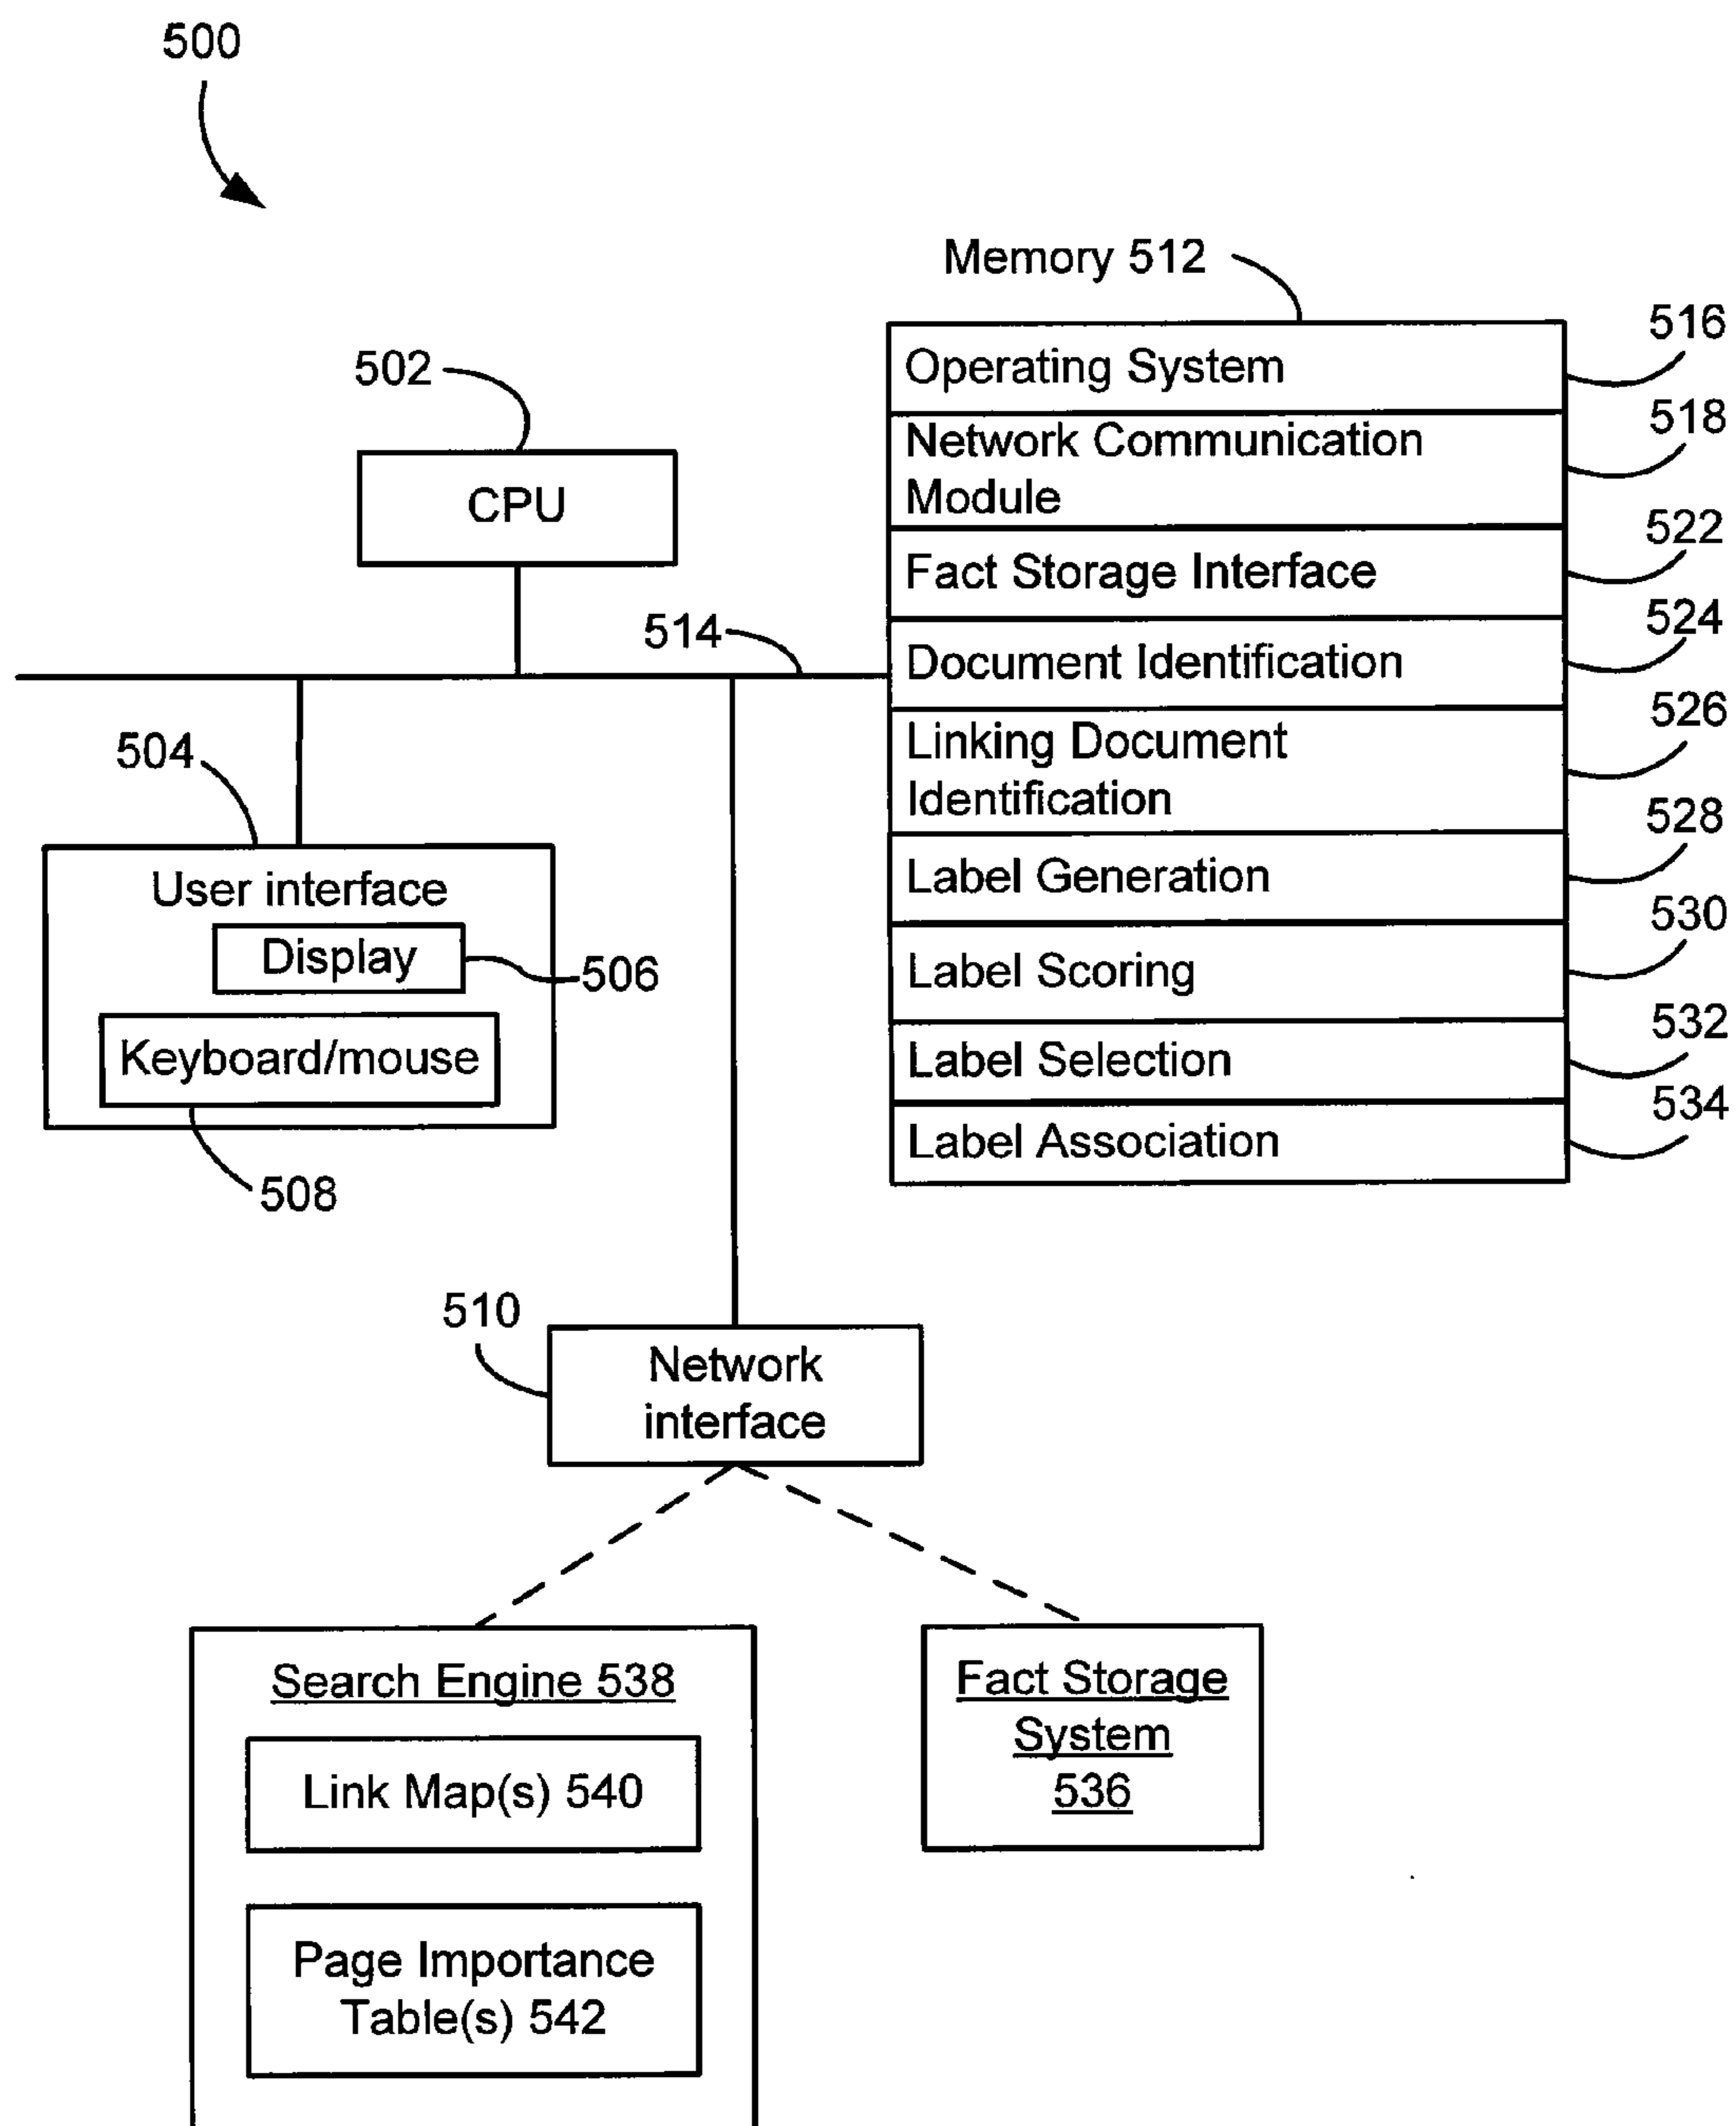 500
Memory 512
516
Operating System
502
518
Network Communication
Module
CPU
522
Fact Storage Interface
514
524
Document Identification
526
Linking Document
Identification
504
528
User interface
Label Generation
Display
506
530
Label Scoring
Keyboard/mouse
532
Label Selection
534
Label Association
508
510
Network
interface
Search Engine 538
Link Map(s) 540
Page Importance
Table(s) 542
Fact Storage
System
536